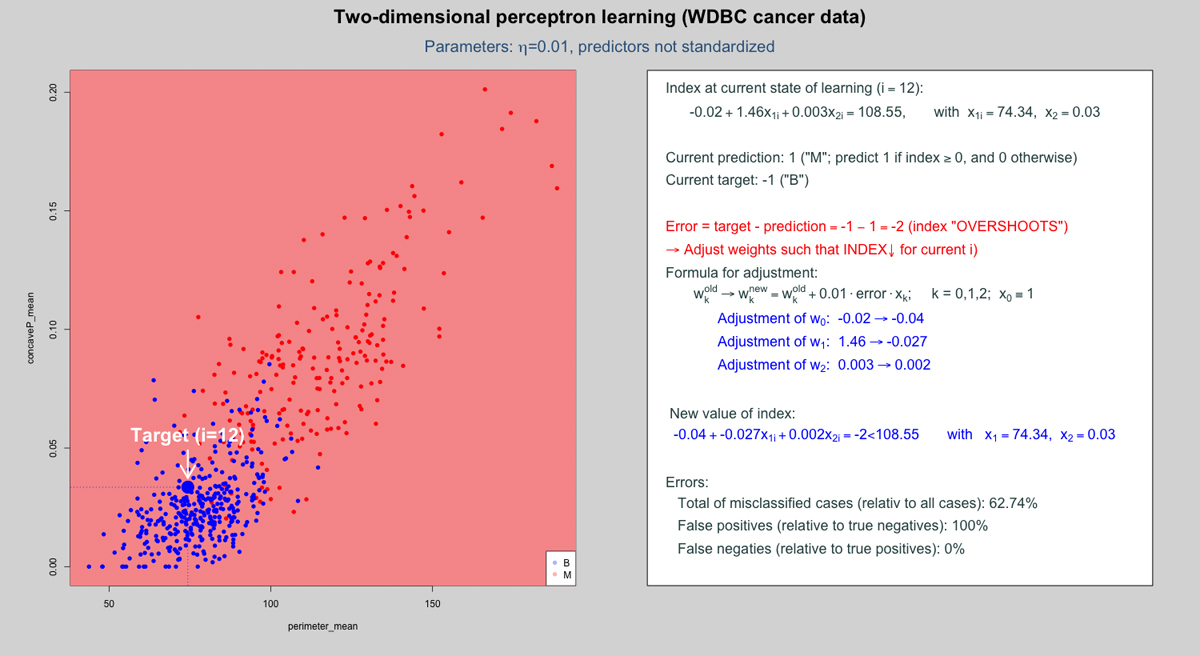 Two-dimensional perceptron learning (WDBC cancer data)
Parameters: η=0.01, predictors not standardized
concaveP_mean
0.20
0.15
0.10
0.05
0.00
Target (i=12)
B
M
50
100
150
perimeter_mean
Index at current state of learning (i = 12):
-0.02 + 1.46x₁ᵢ + 0.003x₂ᵢ = 108.55, with x₁ᵢ = 74.34, x₂ = 0.03
Current prediction: 1 ("M"; predict 1 if index ≥ 0, and 0 otherwise)
Current target: -1 ("B")
Error = target - prediction = -1 − 1 = -2 (index "OVERSHOOTS")
→ Adjust weights such that INDEX↓ for current i)
Formula for adjustment:
wₖᵒˡᵈ → wₖⁿᵉʷ = wₖᵒˡᵈ + 0.01 · error · xₖ; k = 0,1,2; x₀ ≡ 1
Adjustment of w₀: -0.02 → -0.04
Adjustment of w₁: 1.46 → -0.027
Adjustment of w₂: 0.003 → 0.002
New value of index:
-0.04 + -0.027x₁ᵢ + 0.002x₂ᵢ = -2<108.55 with x₁ = 74.34, x₂ = 0.03
Errors:
Total of misclassified cases (relativ to all cases): 62.74%
False positives (relative to true negatives): 100%
False negaties (relative to true positives): 0%